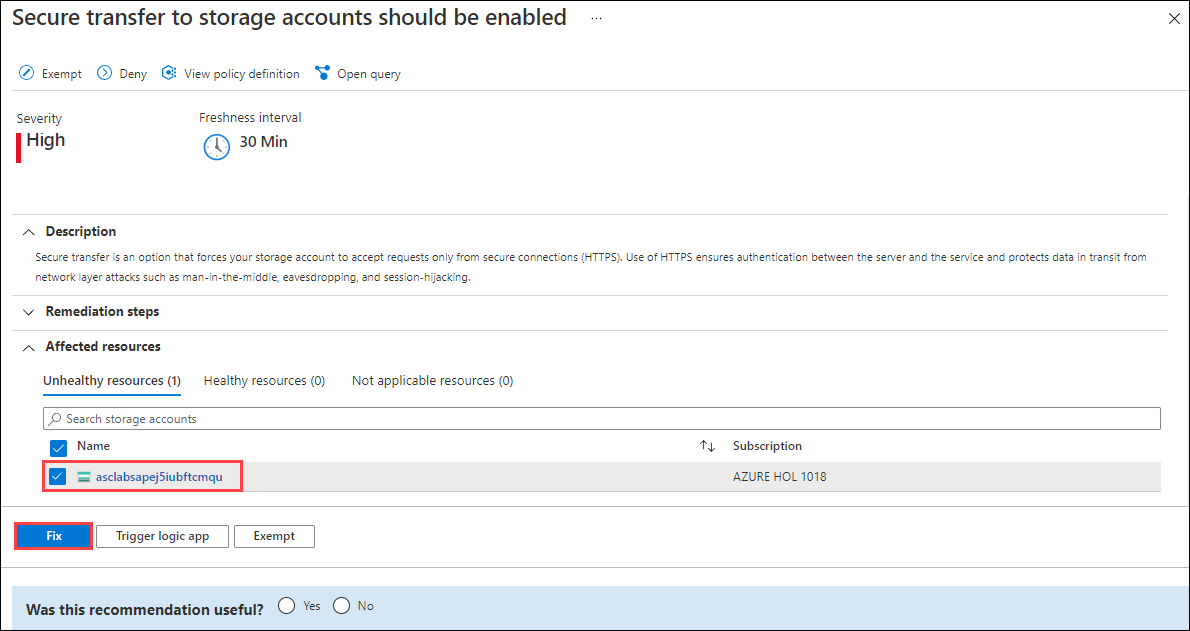 Secure transfer to storage accounts should be enabled ...
Exempt Deny View policy definition Open query
Severity Freshness interval
High 30 Min
Description
Secure transfer is an option that forces your storage account to accept requests only from secure connections (HTTPS). Use of HTTPS ensures authentication between the server and the service and protects data in transit from
network layer attacks such as man-in-the-middle, eavesdropping, and session-hijacking.
Remediation steps
Affected resources
Unhealthy resources (1) Healthy resources (0) Not applicable resources (0)
Search storage accounts
Name Subscription
asclabsapej5iubftcmqu AZURE HOL 1018
Fix Trigger logic app Exempt
Was this recommendation useful? Yes No